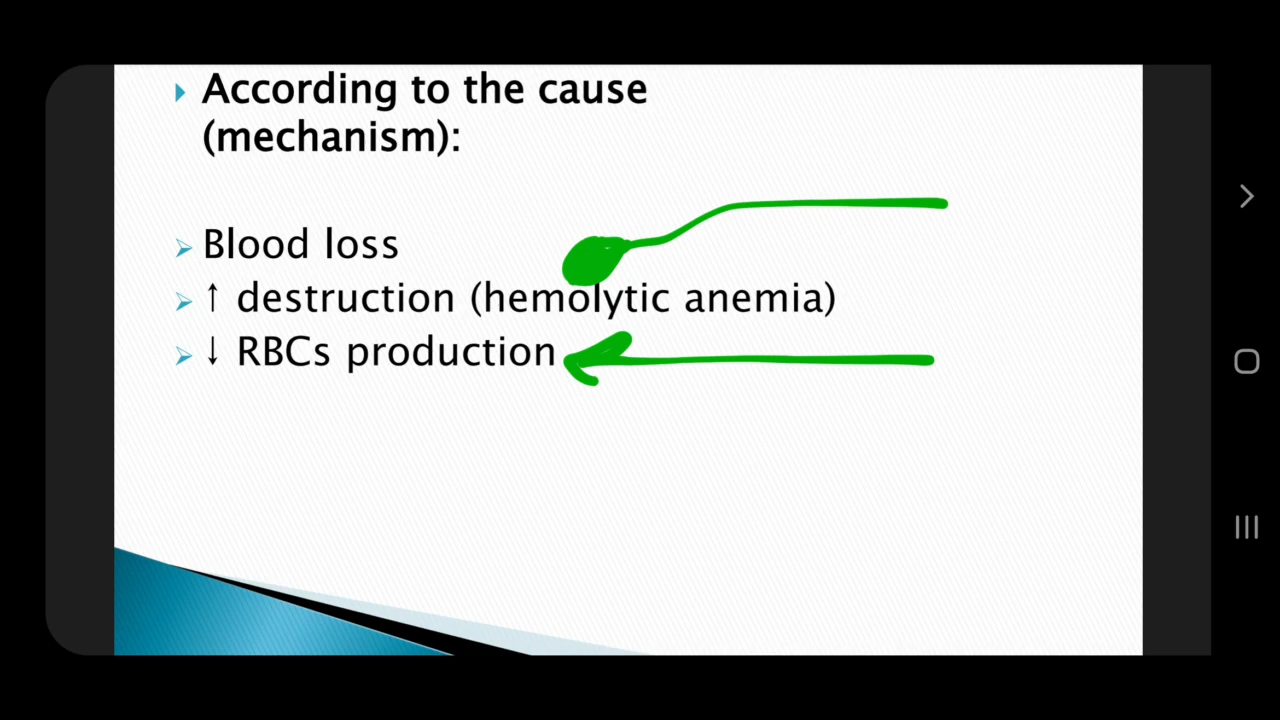 According to the cause
(mechanism):
Blood loss
↑ destruction (hemolytic anemia)
↓ RBCs production